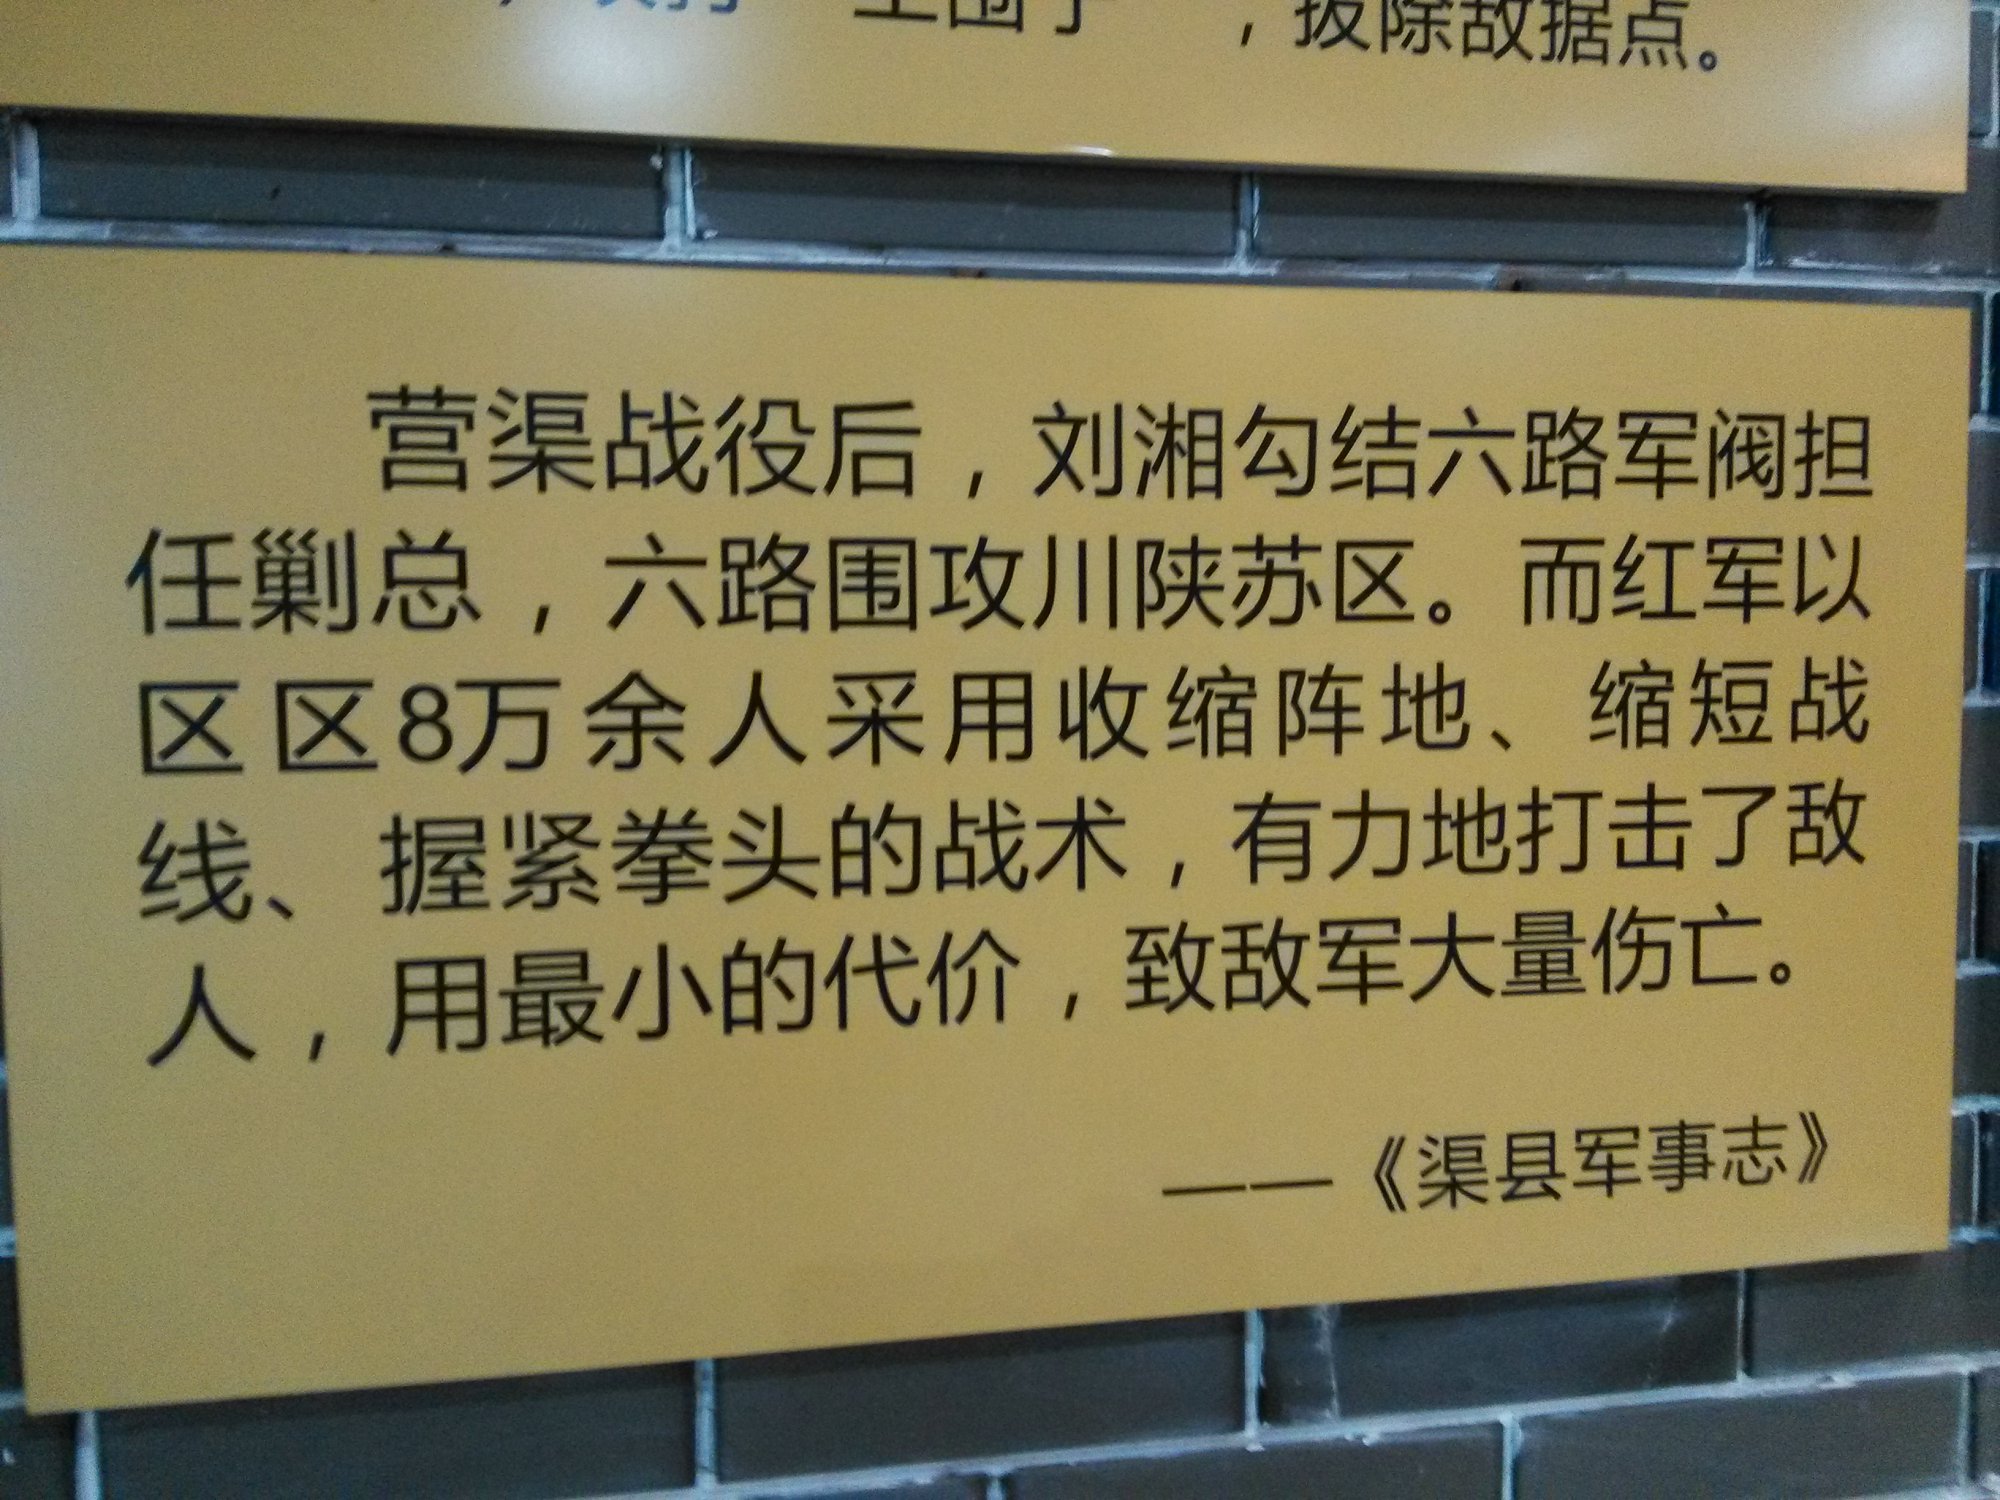 土围子 ，拔除敌据点。
营渠战役后，刘湘勾结六路军阀担
任剿总，六路围攻川陕苏区。而红军以
区区8万余人采用收缩阵地、缩短战
线、握紧拳头的战术，有力地打击了敌
人，用最小的代价，致敌军大量伤亡。
——《渠县军事志》